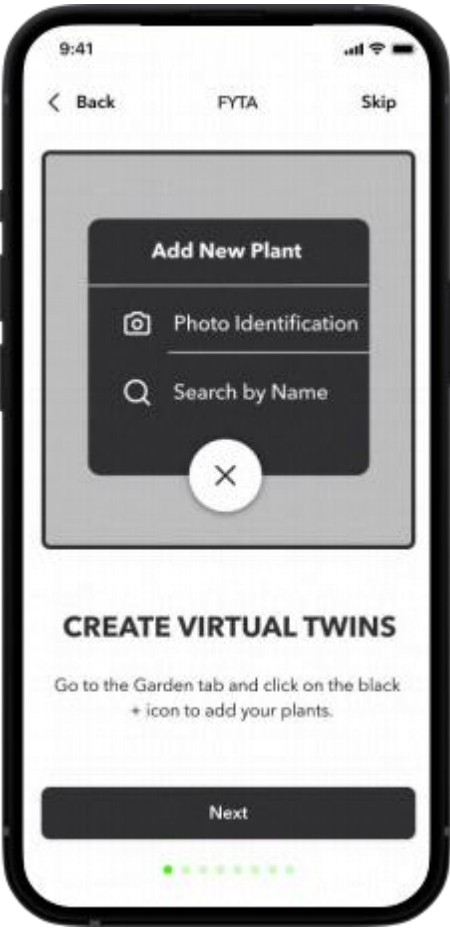 9:41
Back
FYTA
Skip
Add New Plant
Photo Identification
Search by Name
CREATE VIRTUAL TWINS
Go to the Garden tab and click on the black
+ icon to add your plants.
Next